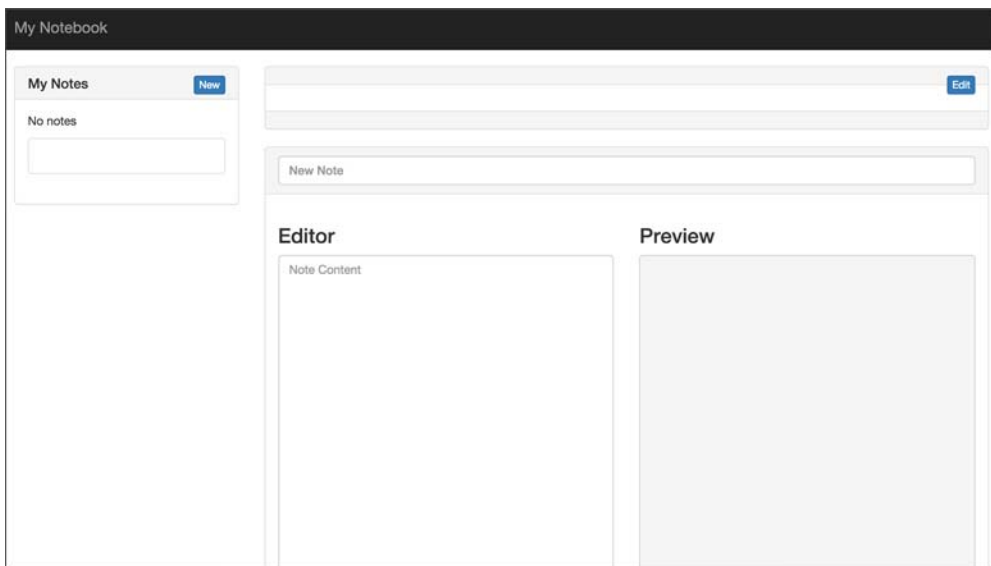 My Notebook
My Notes
New
No notes
Edit
New Note
Editor
Preview
Note Content